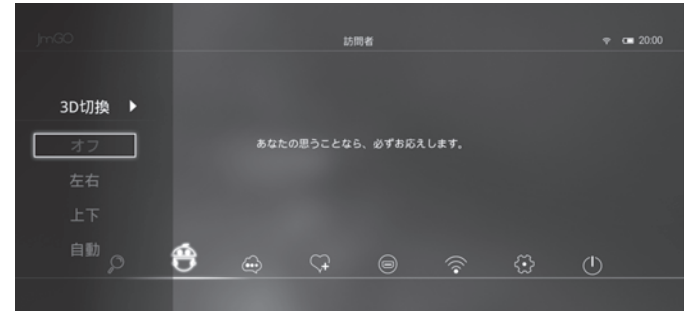 jmGO
訪問者
20:00
3D切換
オフ
あなたの思うことなら、必ずお応えします。
左右
上下
自動